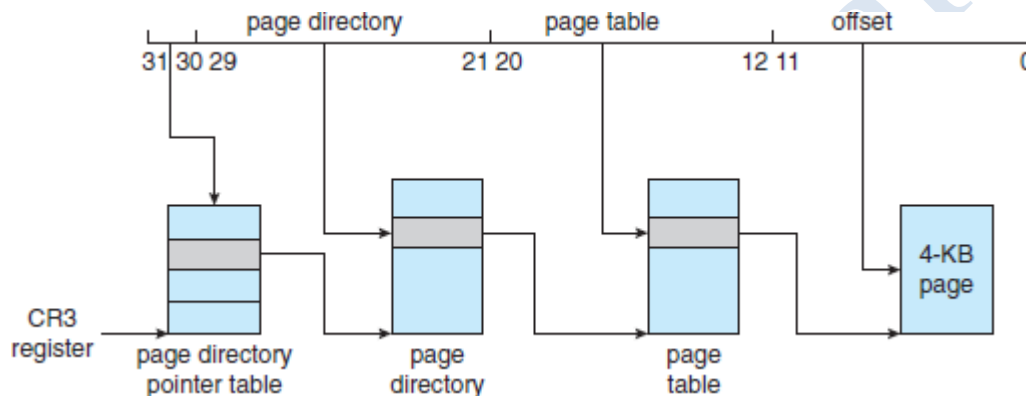 page directory page table offset
31 30 29 21 20 12 11 0
4-KB
page
CR3
register
page directory
pointer table
page
directory
page
table